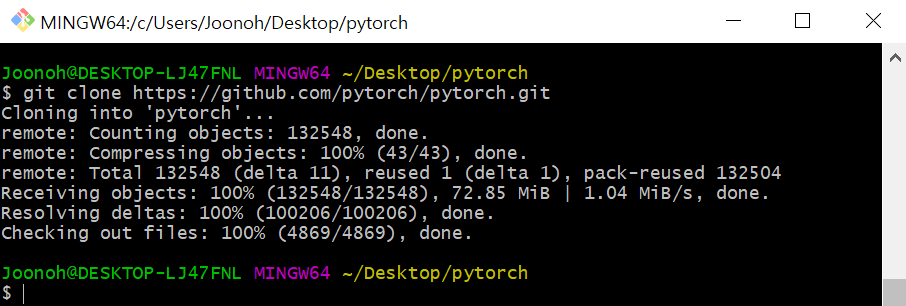 MINGW64:/c/Users/Joonoh/Desktop/pytorch
Joonoh@DESKTOP-LJ47FNL MINGW64 ~/Desktop/pytorch
$ git clone https://github.com/pytorch/pytorch.git
Cloning into 'pytorch'...
remote: Counting objects: 132548, done.
remote: Compressing objects: 100% (43/43), done.
remote: Total 132548 (delta 11), reused 1 (delta 1), pack-reused 132504
Receiving objects: 100% (132548/132548), 72.85 MiB | 1.04 MiB/s, done.
Resolving deltas: 100% (100206/100206), done.
Checking out files: 100% (4869/4869), done.
Joonoh@DESKTOP-LJ47FNL MINGW64 ~/Desktop/pytorch
$